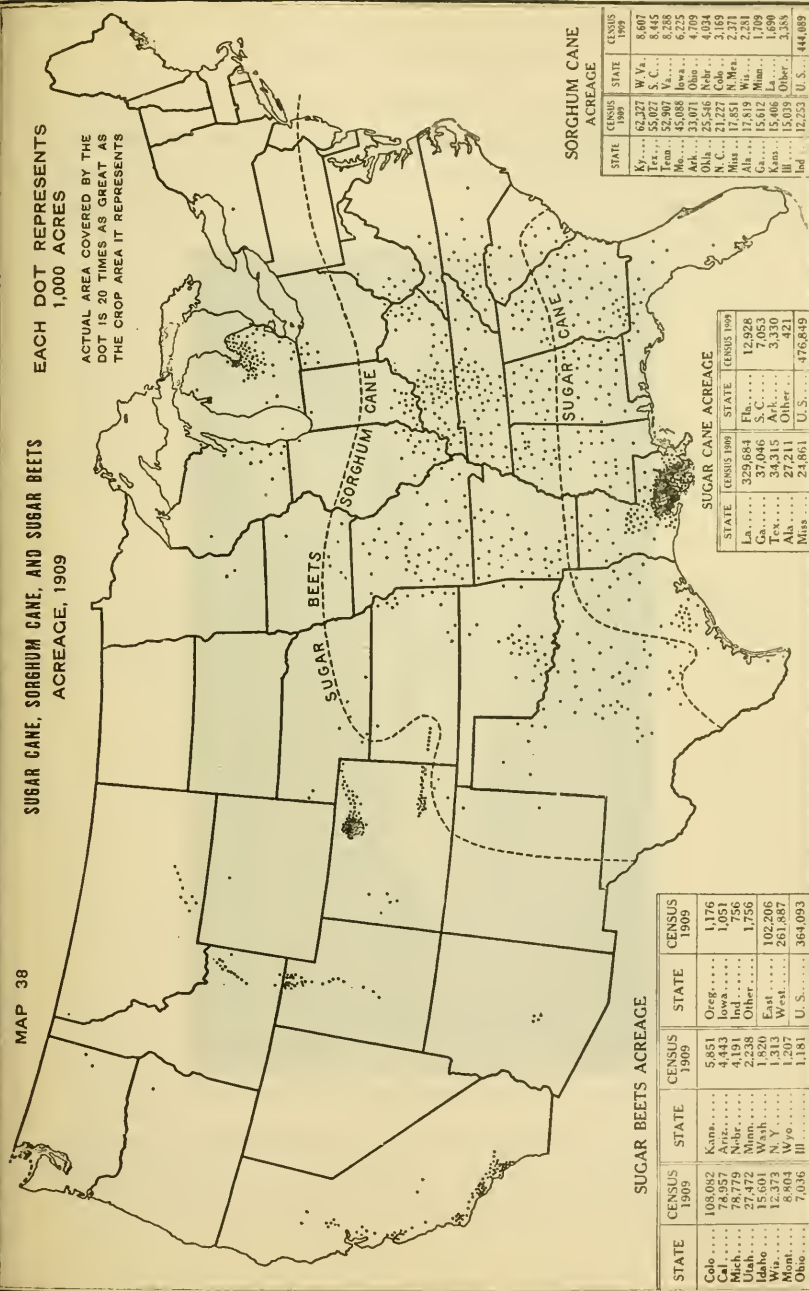 MAP 38
SUGAR CANE, SORGHUM CANE, AND SUGAR BEETS
ACREAGE, 1909
EACH DOT REPRESENTS
1,000 ACRES
ACTUAL AREA COVERED BY THE
DOT IS 20 TIMES AS GREAT AS
THE CROP AREA IT REPRESENTS
SUGAR BEETS
SORGHUM CANE
SUGAR CANE
SUGAR BEETS ACREAGE
STATE CENSUS 1909 STATE CENSUS 1909 STATE CENSUS 1909
Colo..... 108,082 Kans...... 5,851 Oreg...... 1,176
Cal..... 78,957 Ariz...... 4,443 Iowa...... 1,051
Mich.... 78,779 Nebr...... 4,191 Ind...... 756
Utah.... 27,472 Minn..... 2,238 Other..... 1,756
Idaho ... 15,601 Wash..... 1,820
Wis..... 12,373 N. Y...... 1,313 East ..... 102,206
Mont.... 8,804 Wyo..... 1,207 West..... 261,887
Ohio.... 7,036 Ill....... 1,181 U. S...... 364,093
SUGAR CANE ACREAGE
STATE CENSUS 1909 STATE CENSUS 1909
La...... 329,684 Fla..... 12,928
Ga..... 37,046 S. C.... 7,053
Tex..... 34,315 Ark.... 3,330
Ala..... 27,211 Other.. 421
Miss ... 24,861 U. S.... 476,849
SORGHUM CANE
ACREAGE
STATE CENSUS 1909 STATE CENSUS 1909
Ky.... 62,327 W. Va. 8,607
Tex... 55,027 S. C.. 8,445
Tenn . 52,907 Va.... 8,288
Mo... 45,088 Iowa.. 6,225
Ark... 33,071 Ohio .. 4,709
Okla . 25,546 Nebr.. 4,034
N. C.. 21,227 Colo .. 3,169
Miss . 17,851 N. Mex. 2,371
Ala... 17,819 Wis... 2,281
Ga.... 15,612 Minn.. 1,709
Kans. 15,406 La.... 1,690
Ill .... 15,039 Other. 3,388
Ind .. 12,253 U. S.. 444,089